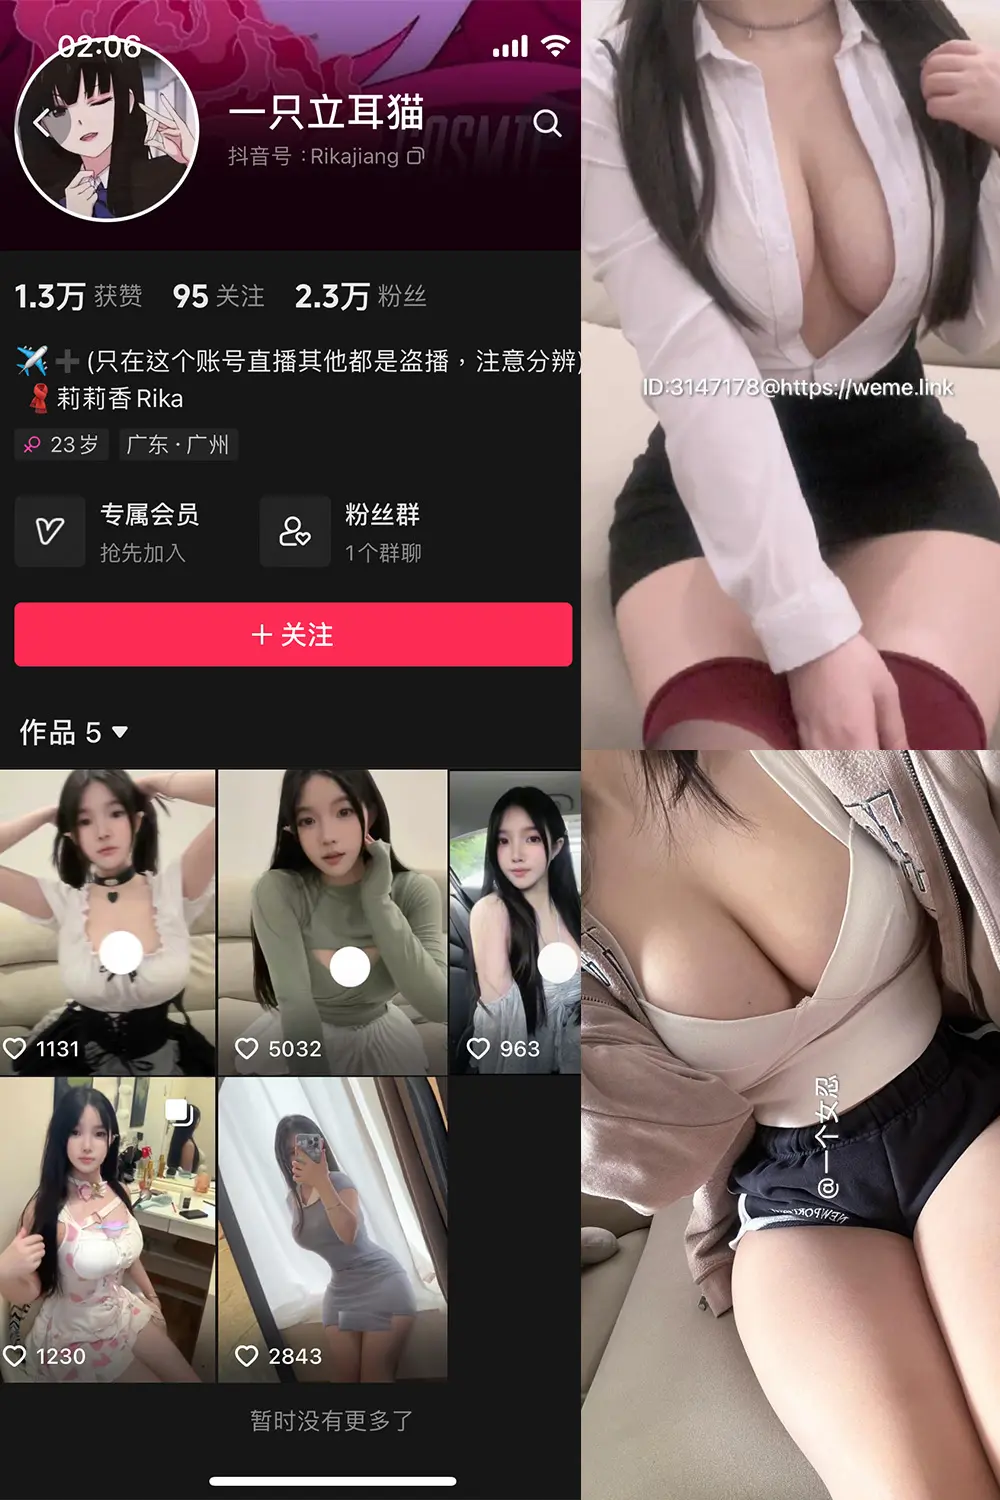 02:06
一只立耳猫
抖音号：Rikajiang
1.3万 获赞 95 关注 2.3万 粉丝
✈️➕(只在这个账号直播其他都是盗播，注意分辨)
🧣莉莉香Rika
23岁 广东·广州
专属会员
抢先加入
粉丝群
1个群聊
＋关注
作品 5
1131
5032
963
1230
2843
暂时没有更多了
ID:3147178@https://weme.link
@一个女忍